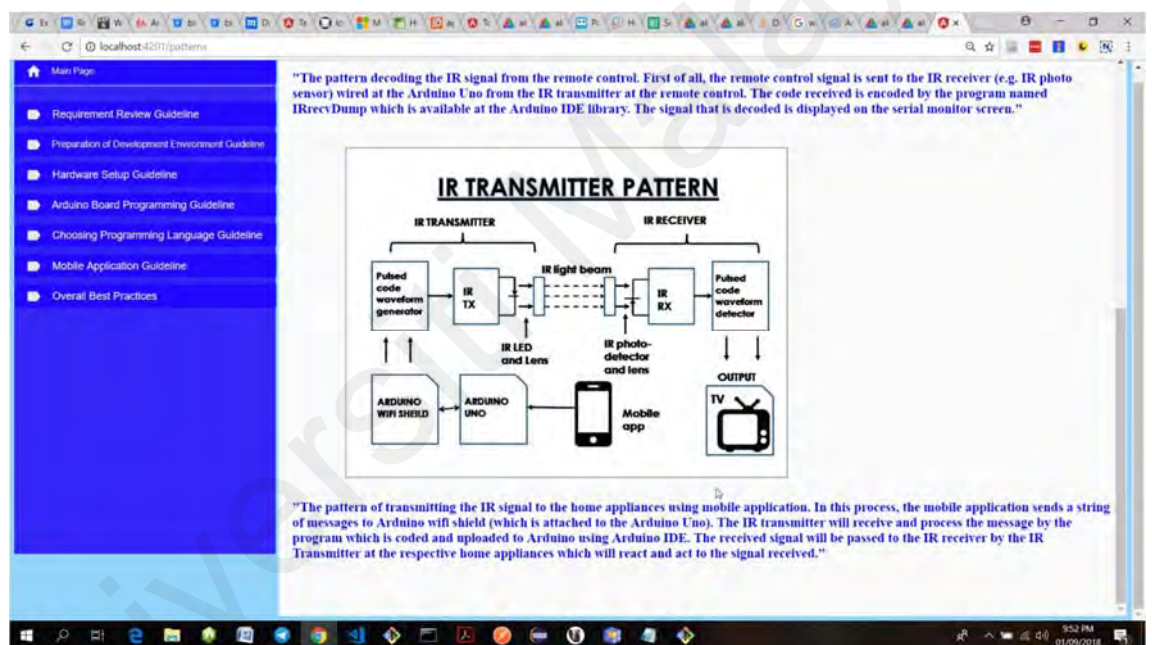 localhost:4201/patterns
Main Page
Requirement Review Guideline
Preparation of Development Environment Guideline
Hardware Setup Guideline
Arduino Board Programming Guideline
Choosing Programming Language Guideline
Mobile Application Guideline
Overall Best Practices
"The pattern decoding the IR signal from the remote control. First of all, the remote control signal is sent to the IR receiver (e.g. IR photo
sensor) wired at the Arduino Uno from the IR transmitter at the remote control. The code received is encoded by the program named
IRrecvDump which is available at the Arduino IDE library. The signal that is decoded is displayed on the serial monitor screen."
IR TRANSMITTER PATTERN
IR TRANSMITTER
IR RECEIVER
Pulsed
code
waveform
generator
IR
TX
IR light beam
IR
RX
Pulsed
code
waveform
detector
IR LED
and Lens
IR photo-
detector
and lens
OUTPUT
ARDUINO
WIFI SHEILD
ARDUINO
UNO
Mobile
app
TV
"The pattern of transmitting the IR signal to the home appliances using mobile application. In this process, the mobile application sends a string
of messages to Arduino wifi shield (which is attached to the Arduino Uno). The IR transmitter will receive and process the message by the
program which is coded and uploaded to Arduino using Arduino IDE. The received signal will be passed to the IR receiver by the IR
Transmitter at the respective home appliances which will react and act to the signal received."
9:52 PM
01/09/2018